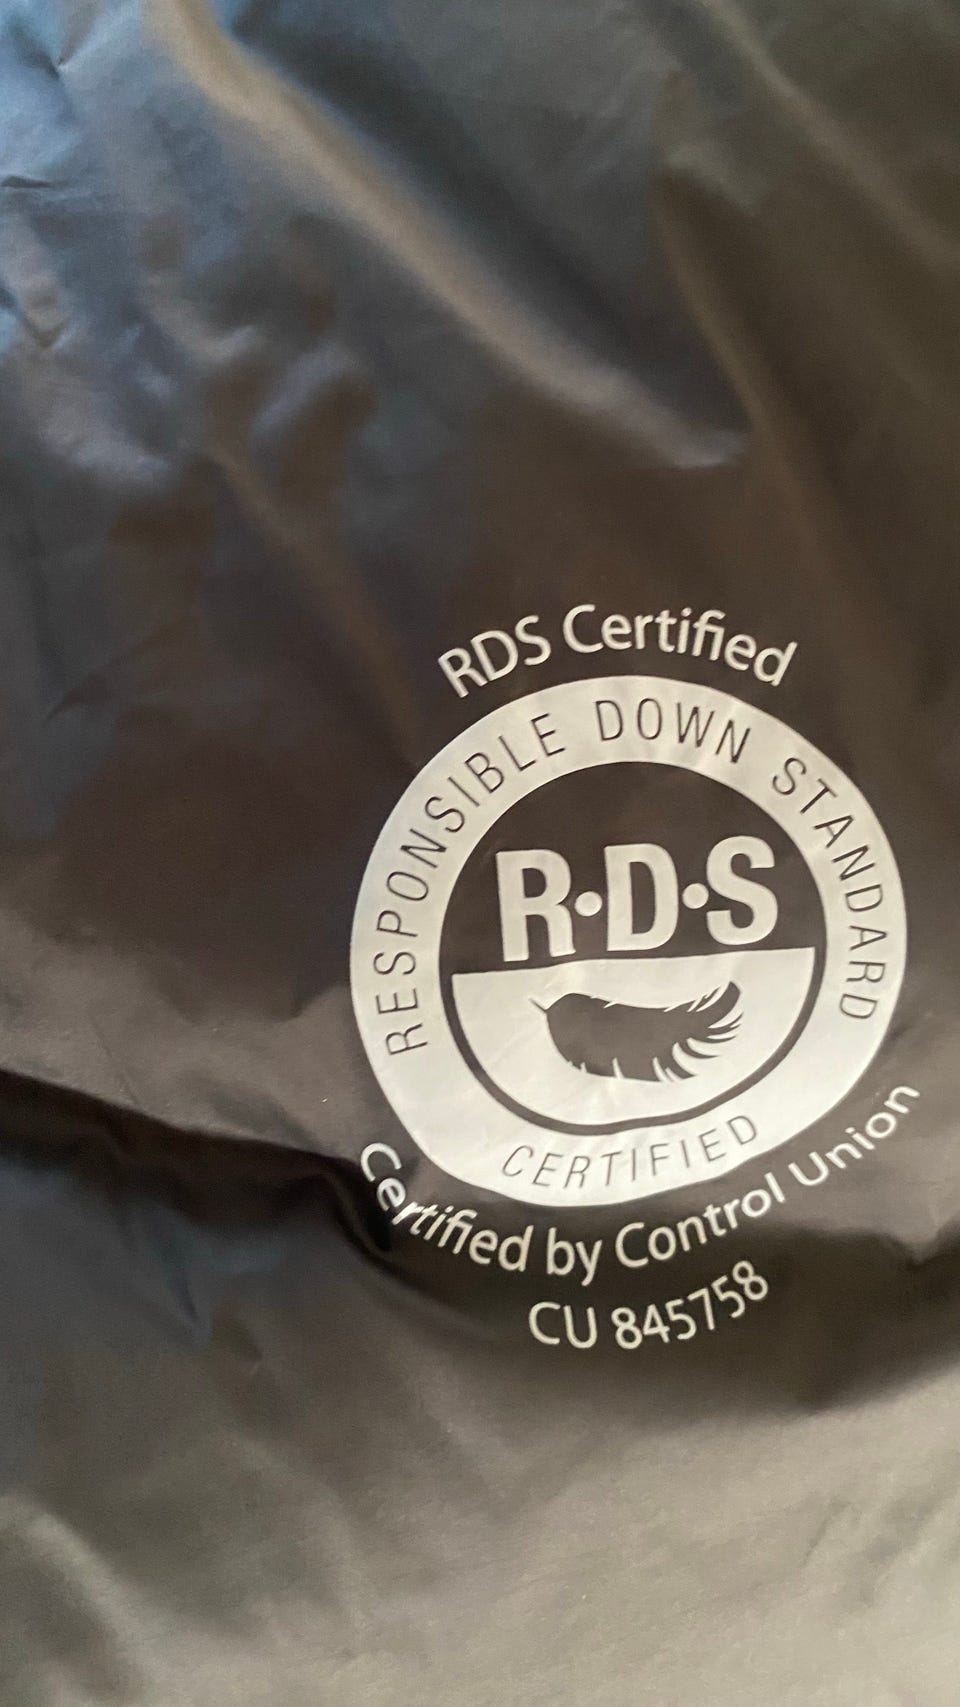 RDS Certified
RESPONSIBLE DOWN STANDARD
R•D•S
CERTIFIED
Certified by Control Union
CU 845758